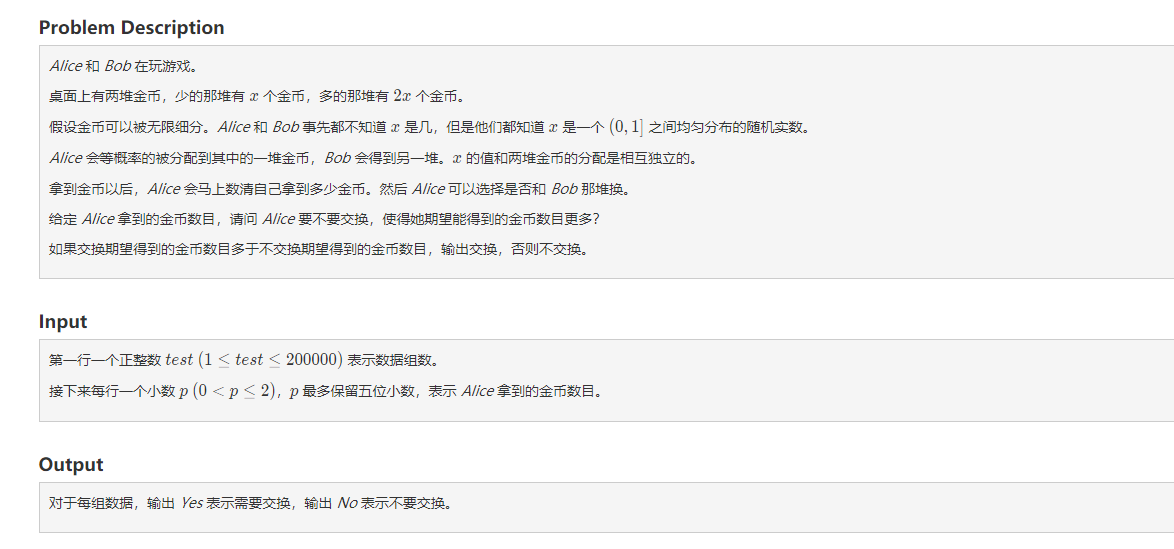 Problem Description
Alice 和 Bob 在玩游戏。
桌面上有两堆金币，少的那堆有 x 个金币，多的那堆有 2x 个金币。
假设金币可以被无限细分。Alice 和 Bob 事先都不知道 x 是几，但是他们都知道 x 是一个 (0, 1] 之间均匀分布的随机实数。
Alice 会等概率的被分配到其中的一堆金币，Bob 会得到另一堆。x 的值和两堆金币的分配是相互独立的。
拿到金币以后，Alice 会马上数清自己拿到多少金币。然后 Alice 可以选择是否和 Bob 那堆换。
给定 Alice 拿到的金币数目，请问 Alice 要不要交换，使得她期望能得到的金币数目更多？
如果交换期望得到的金币数目多于不交换期望得到的金币数目，输出交换，否则不交换。
Input
第一行一个正整数 test (1 ≤ test ≤ 200000) 表示数据组数。
接下来每行一个小数 p (0 < p ≤ 2)，p 最多保留五位小数，表示 Alice 拿到的金币数目。
Output
对于每组数据，输出 Yes 表示需要交换，输出 No 表示不要交换。